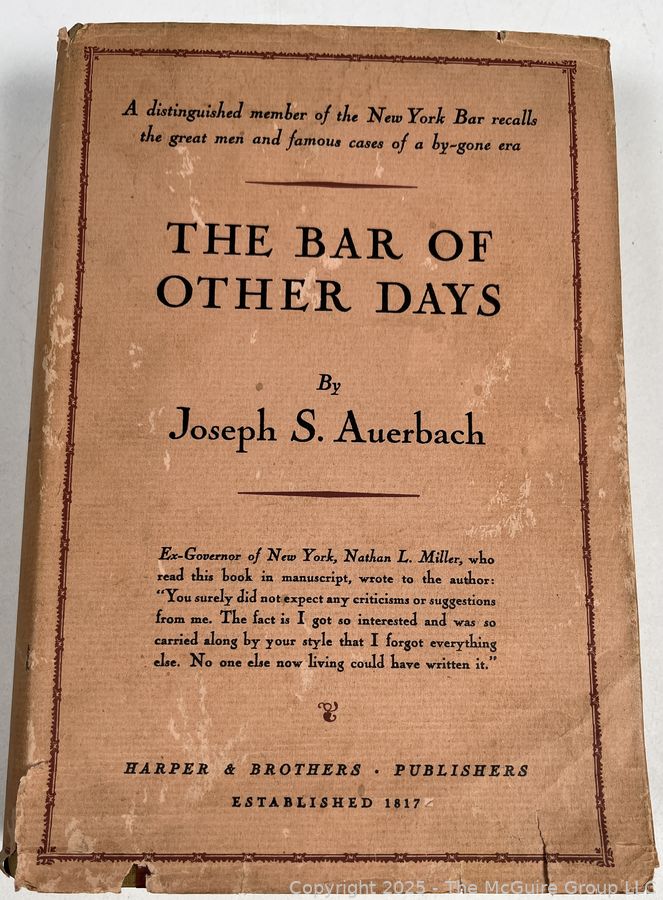 A distinguished member of the New York Bar recalls
the great men and famous cases of a by-gone era
THE BAR OF
OTHER DAYS
By
Joseph S. Auerbach
Ex-Governor of New York, Nathan L. Miller, who
read this book in manuscript, wrote to the author:
"You surely did not expect any criticisms or suggestions
from me. The fact is I got so interested and was so
carried along by your style that I forgot everything
else. No one else now living could have written it."
HARPER & BROTHERS · PUBLISHERS
ESTABLISHED 1817
Copyright 2025 - The McGuire Group LLC